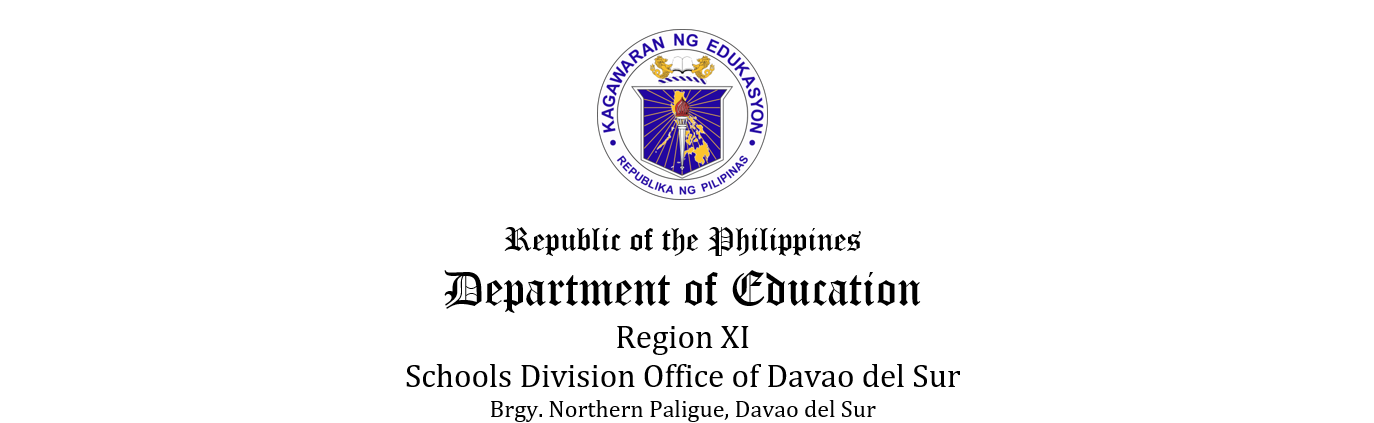 KAGAWARAN NG EDUKASYON
REPUBLIKA NG PILIPINAS
Republic of the Philippines
Department of Education
Region XI
Schools Division Office of Davao del Sur
Brgy. Northern Paligue, Davao del Sur